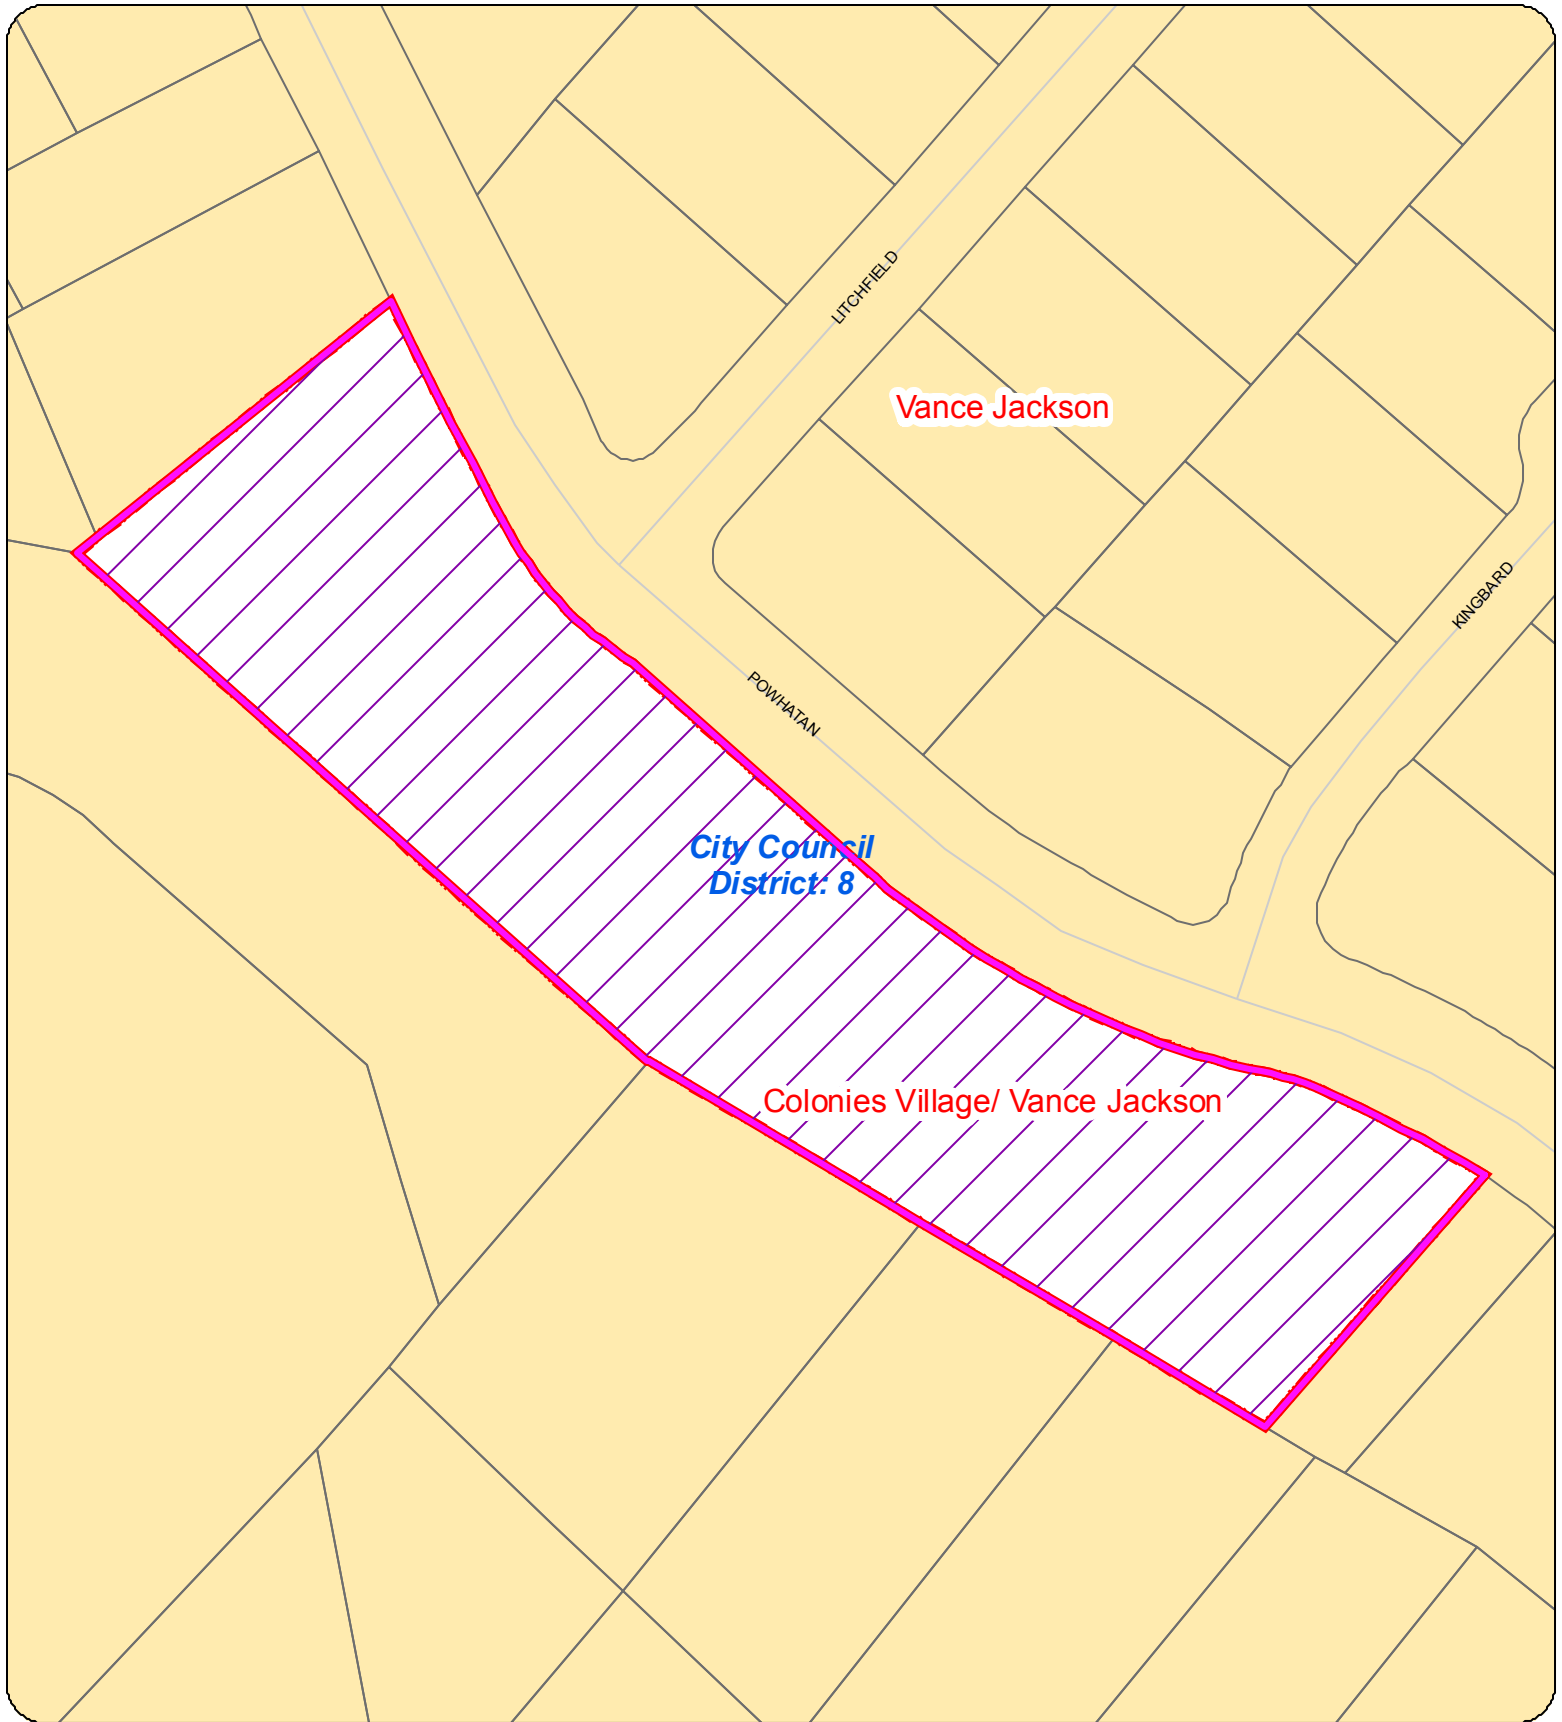 LITCHFIELD
Vance Jackson
KINGBARD
POWHATAN
City Council
District: 8
Colonies Village/ Vance Jackson